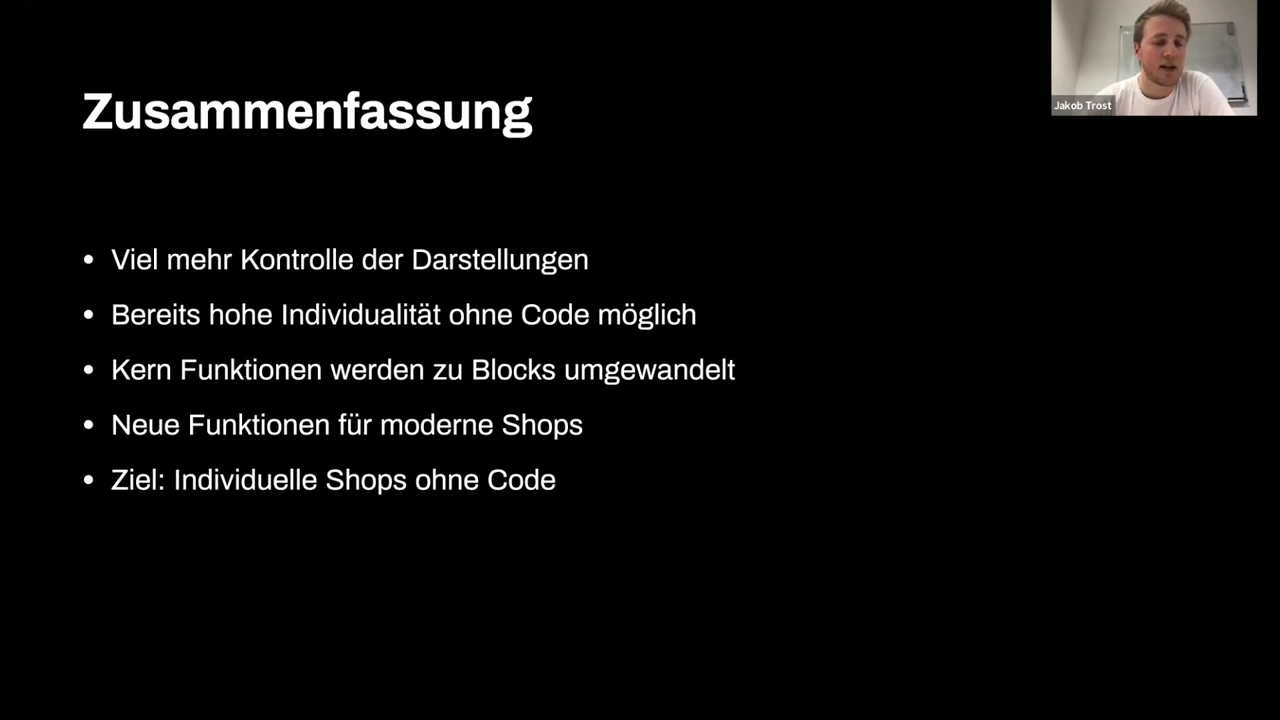 Zusammenfassung
Jakob Trost
• Viel mehr Kontrolle der Darstellungen
• Bereits hohe Individualität ohne Code möglich
• Kern Funktionen werden zu Blocks umgewandelt
• Neue Funktionen für moderne Shops
• Ziel: Individuelle Shops ohne Code